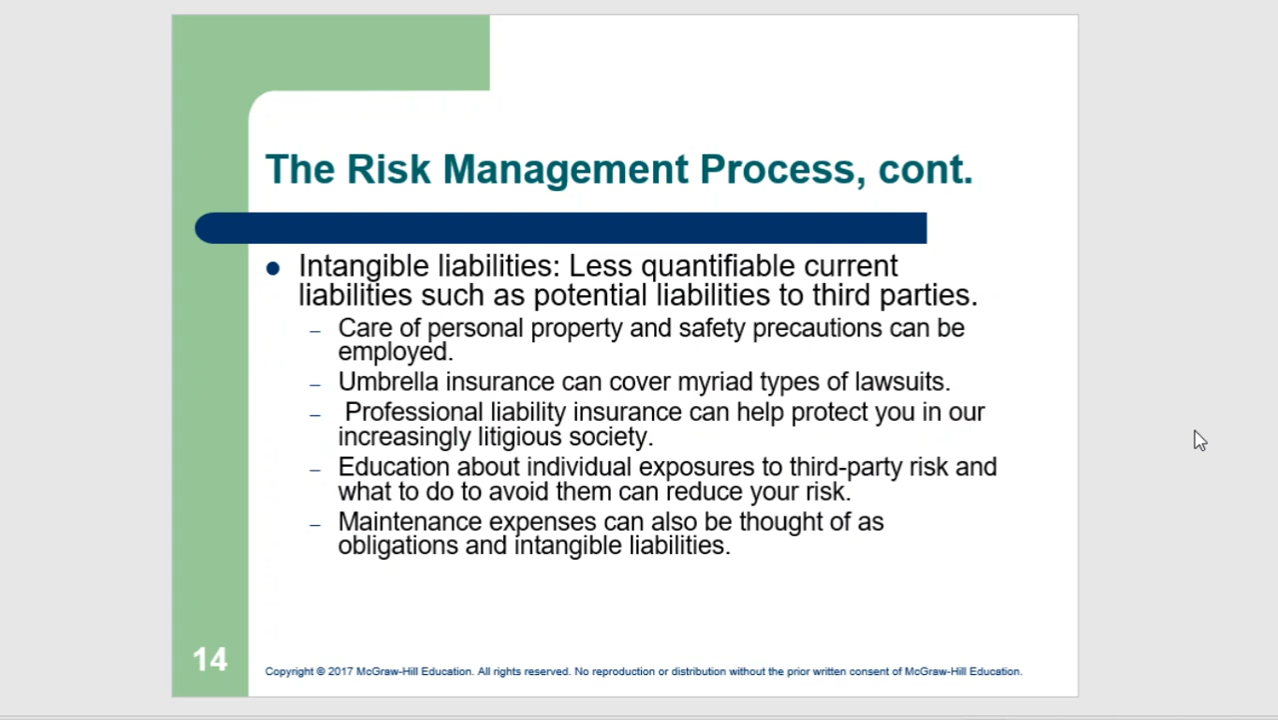 The Risk Management Process, cont.
● Intangible liabilities: Less quantifiable current
liabilities such as potential liabilities to third parties.
– Care of personal property and safety precautions can be
employed.
– Umbrella insurance can cover myriad types of lawsuits.
– Professional liability insurance can help protect you in our
increasingly litigious society.
– Education about individual exposures to third-party risk and
what to do to avoid them can reduce your risk.
– Maintenance expenses can also be thought of as
obligations and intangible liabilities.
14
Copyright © 2017 McGraw-Hill Education. All rights reserved. No reproduction or distribution without the prior written consent of McGraw-Hill Education.